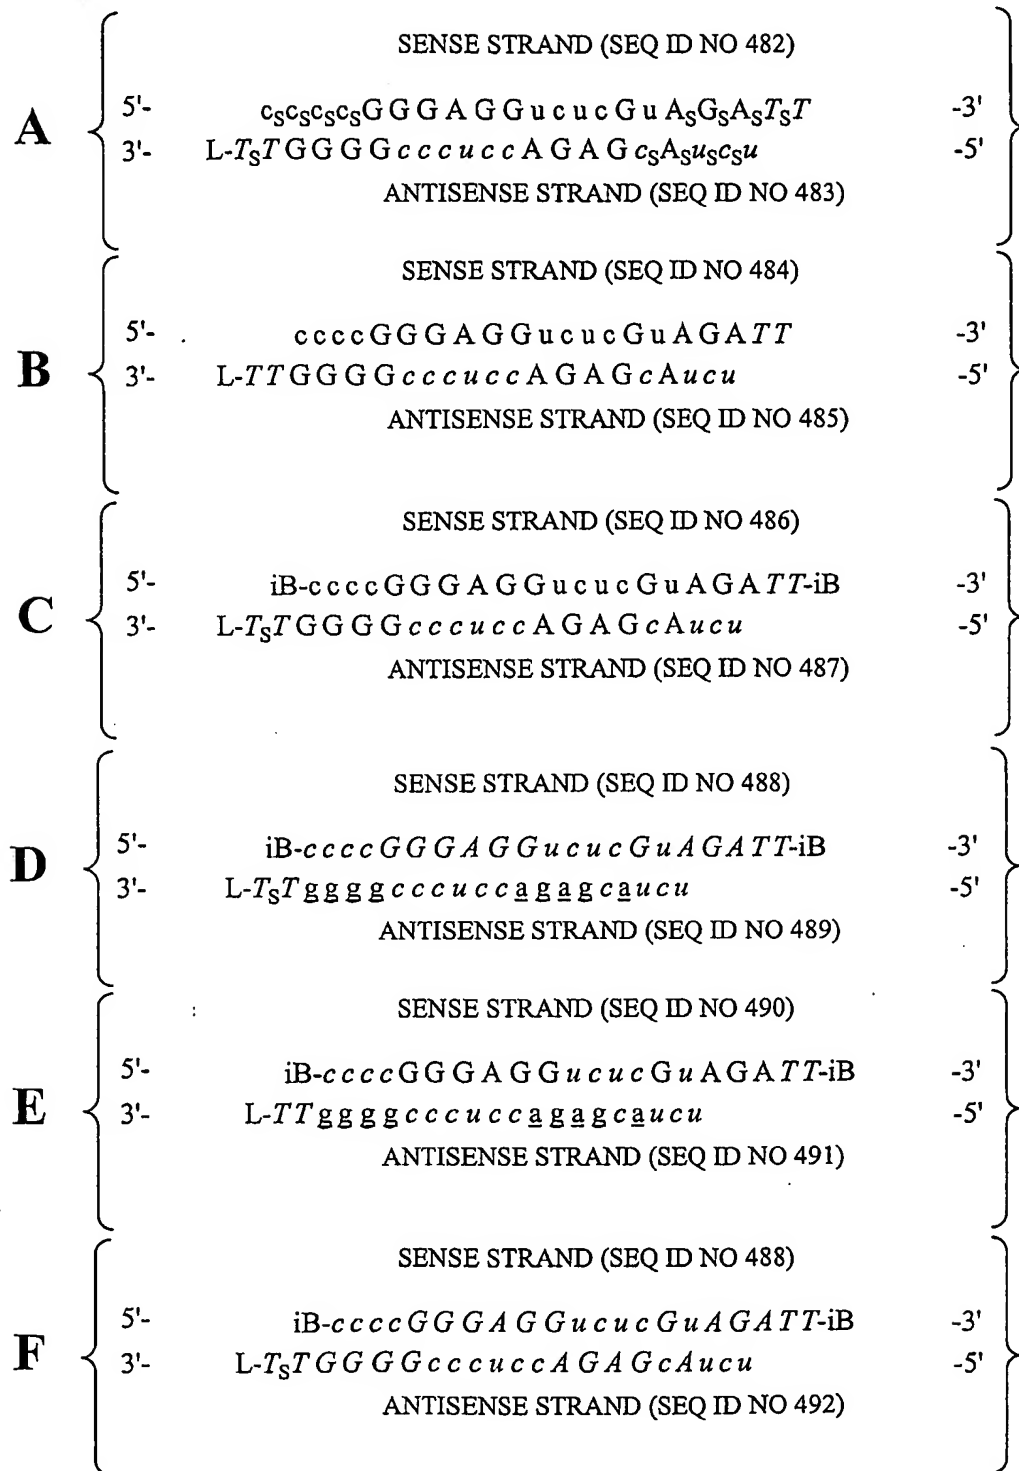 SENSE STRAND (SEQ ID NO 482)
A
5'- cScScScSGGGAGGucucGuASGSASTST -3'
3'- L-TSTGGGGcccuccAGAGcSASuScSu -5'
ANTISENSE STRAND (SEQ ID NO 483)
SENSE STRAND (SEQ ID NO 484)
B
5'- ccccGGGAGGucucGuAGATT -3'
3'- L-TTGGGGcccuccAGAGcAucu -5'
ANTISENSE STRAND (SEQ ID NO 485)
SENSE STRAND (SEQ ID NO 486)
C
5'- iB-ccccGGGAGGucucGuAGATT-iB -3'
3'- L-TSTGGGGcccuccAGAGcAucu -5'
ANTISENSE STRAND (SEQ ID NO 487)
SENSE STRAND (SEQ ID NO 488)
D
5'- iB-ccccGGGAGGucucGuAGATT-iB -3'
3'- L-TSTggggcccuccagagcaucu -5'
ANTISENSE STRAND (SEQ ID NO 489)
SENSE STRAND (SEQ ID NO 490)
E
5'- iB-ccccGGGAGGucucGuAGATT-iB -3'
3'- L-TTggggcccuccagagcaucu -5'
ANTISENSE STRAND (SEQ ID NO 491)
SENSE STRAND (SEQ ID NO 488)
F
5'- iB-ccccGGGAGGucucGuAGATT-iB -3'
3'- L-TSTGGGGcccuccAGAGcAucu -5'
ANTISENSE STRAND (SEQ ID NO 492)